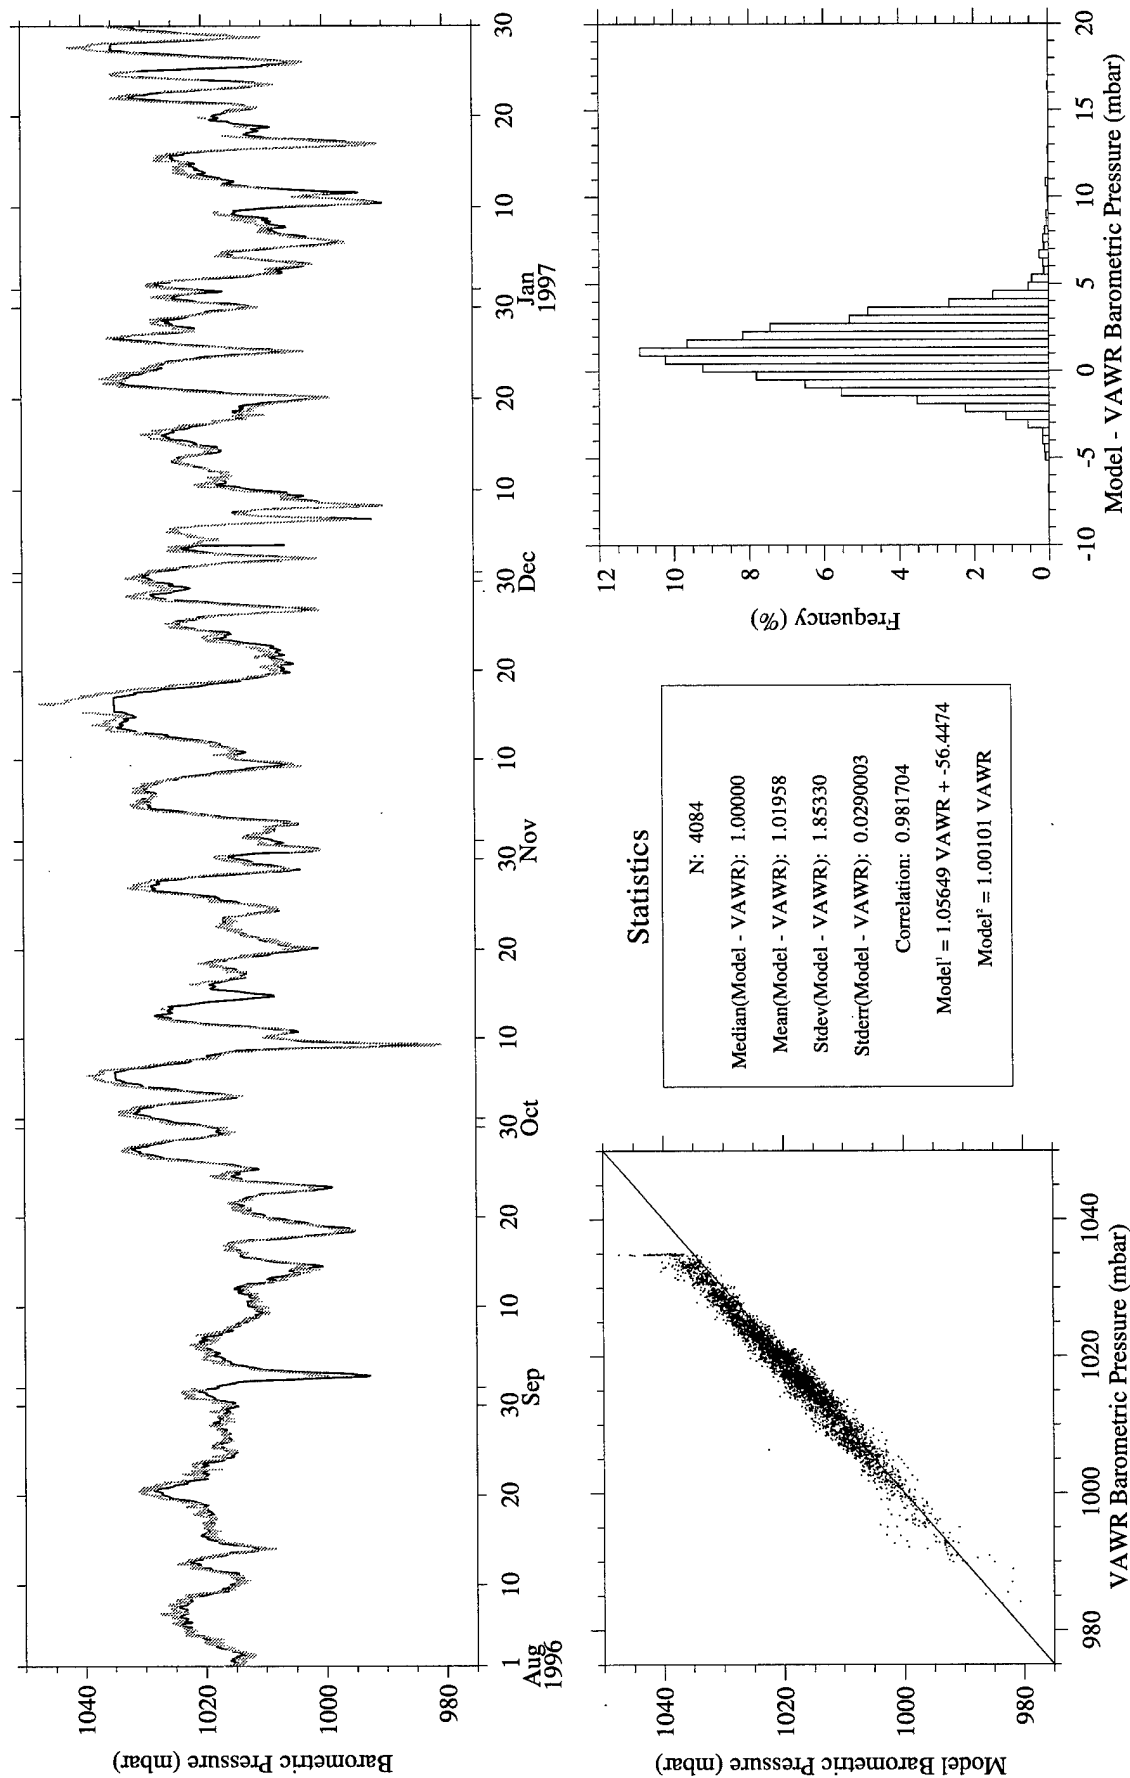 Barometric Pressure (mbar)
1040
1020
1000
980
1 10 20 30 10 20 30 10 20 30 10 20 30 10 20 30 10 20 30
Aug Sep Oct Nov Dec Jan
1996 1997
Model Barometric Pressure (mbar)
1040
1020
1000
980
980 1000 1020 1040
VAWR Barometric Pressure (mbar)
Statistics
N: 4084
Median(Model - VAWR): 1.00000
Mean(Model - VAWR): 1.01958
Stdev(Model - VAWR): 1.85330
Stderr(Model - VAWR): 0.0290003
Correlation: 0.981704
Model¹ = 1.05649 VAWR + -56.4474
Model² = 1.00101 VAWR
Frequency (%)
12
10
8
6
4
2
0
-10 -5 0 5 10 15 20
Model - VAWR Barometric Pressure (mbar)